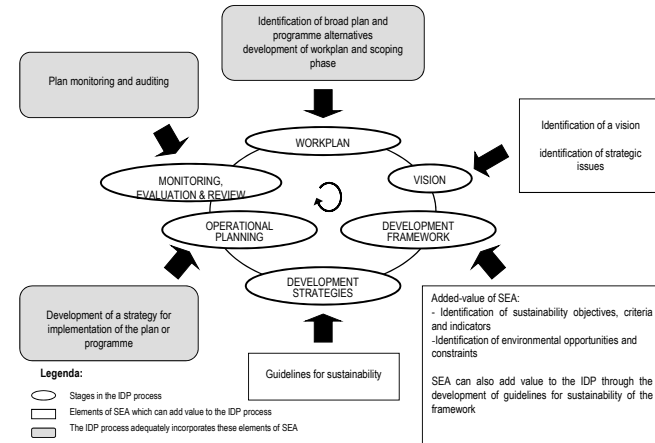 Identification of broad plan and
programme alternatives
development of workplan and scoping
phase
Plan monitoring and auditing
Identification of a vision
identification of strategic
issues
WORKPLAN
MONITORING,
EVALUATION & REVIEW
VISION
OPERATIONAL
PLANNING
DEVELOPMENT
FRAMEWORK
DEVELOPMENT
STRATEGIES
Development of a strategy for
implementation of the plan or
programme
Guidelines for sustainability
Added-value of SEA:
- Identification of sustainability objectives, criteria
and indicators
-Identification of environmental opportunities and
constraints
SEA can also add value to the IDP through the
development of guidelines for sustainability of the
framework
Legenda:
Stages in the IDP process
Elements of SEA which can add value to the IDP process
The IDP process adequately incorporates these elements of SEA